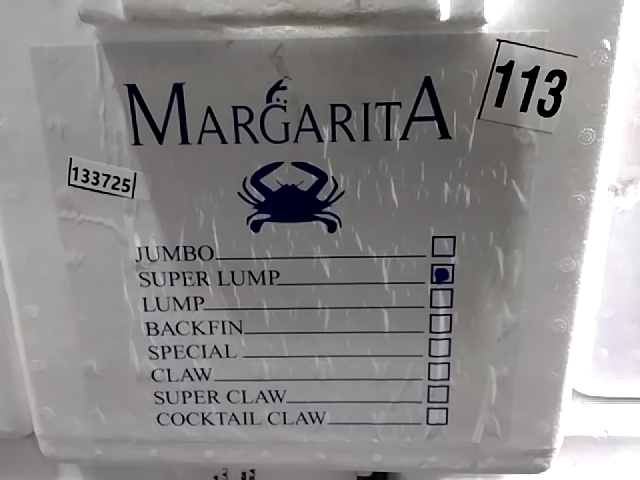 MARGARITA
113
133725
JUMBO
SUPER LUMP
LUMP
BACKFIN
SPECIAL
CLAW
SUPER CLAW
COCKTAIL CLAW